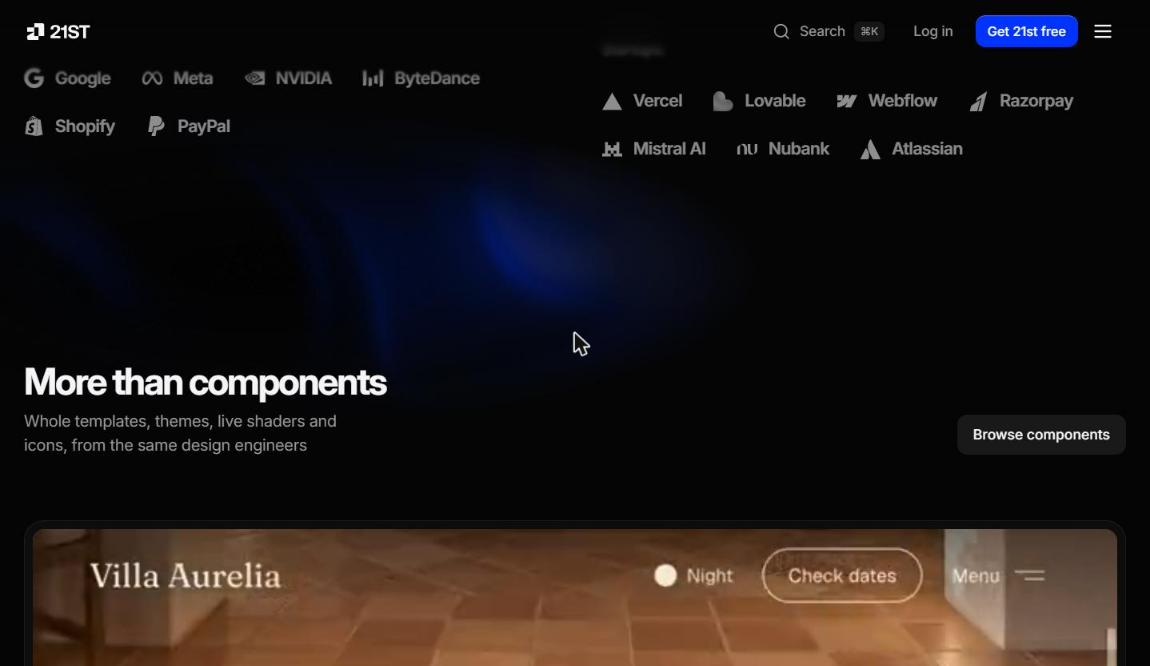 21ST
Search ⌘K Log in Get 21st free
Google Meta NVIDIA ByteDance
Shopify PayPal
Vercel Lovable Webflow Razorpay
Mistral AI Nubank Atlassian
More than components
Whole templates, themes, live shaders and
icons, from the same design engineers
Browse components
Villa Aurelia Night Check dates Menu